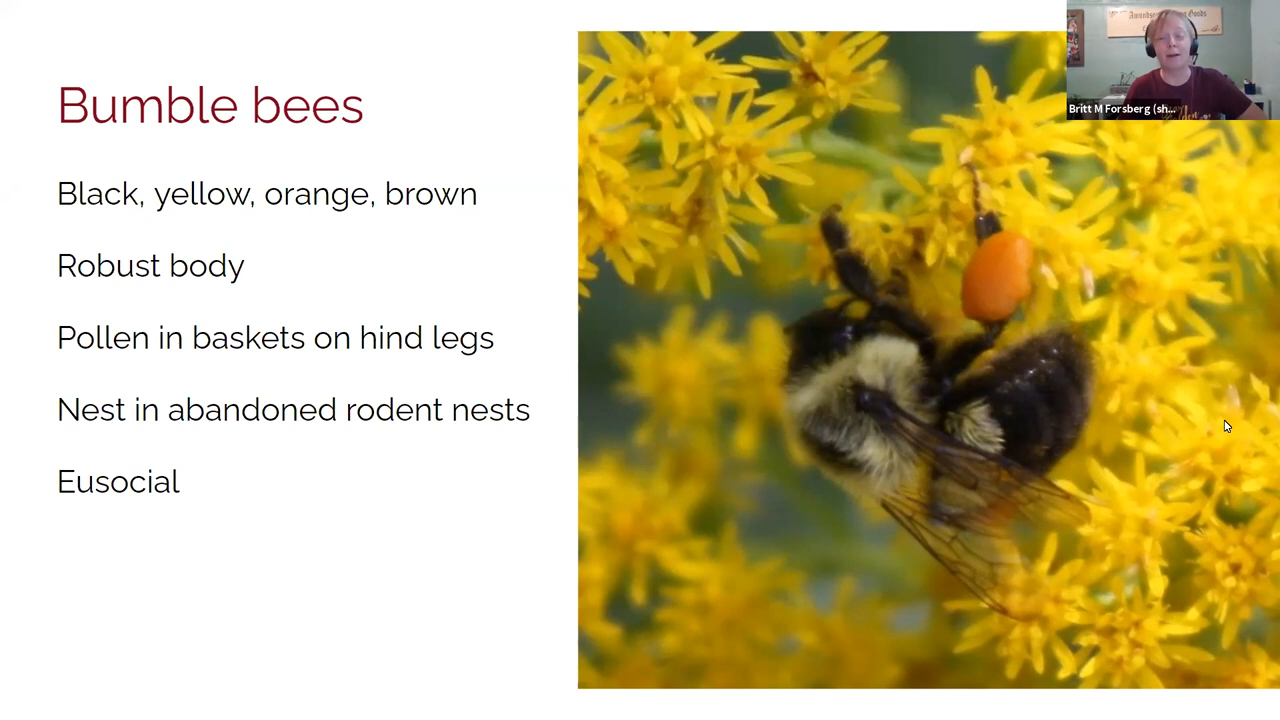 Bumble bees
Black, yellow, orange, brown
Robust body
Pollen in baskets on hind legs
Nest in abandoned rodent nests
Eusocial
Goods
Britt M Forsberg (sh...